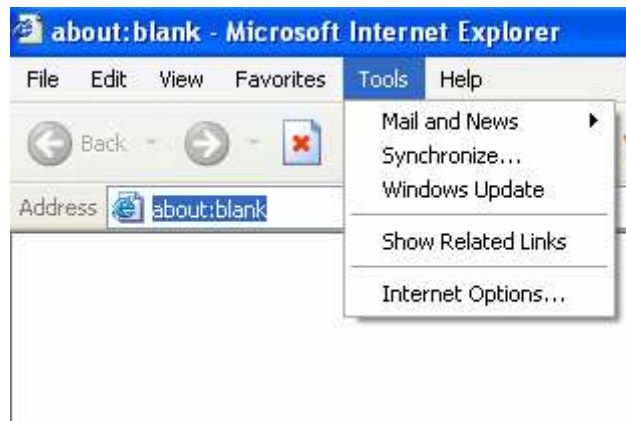 about:blank - Microsoft Internet Explorer
File Edit View Favorites Tools Help
Back
Address about:blank
Mail and News
Synchronize...
Windows Update
Show Related Links
Internet Options...